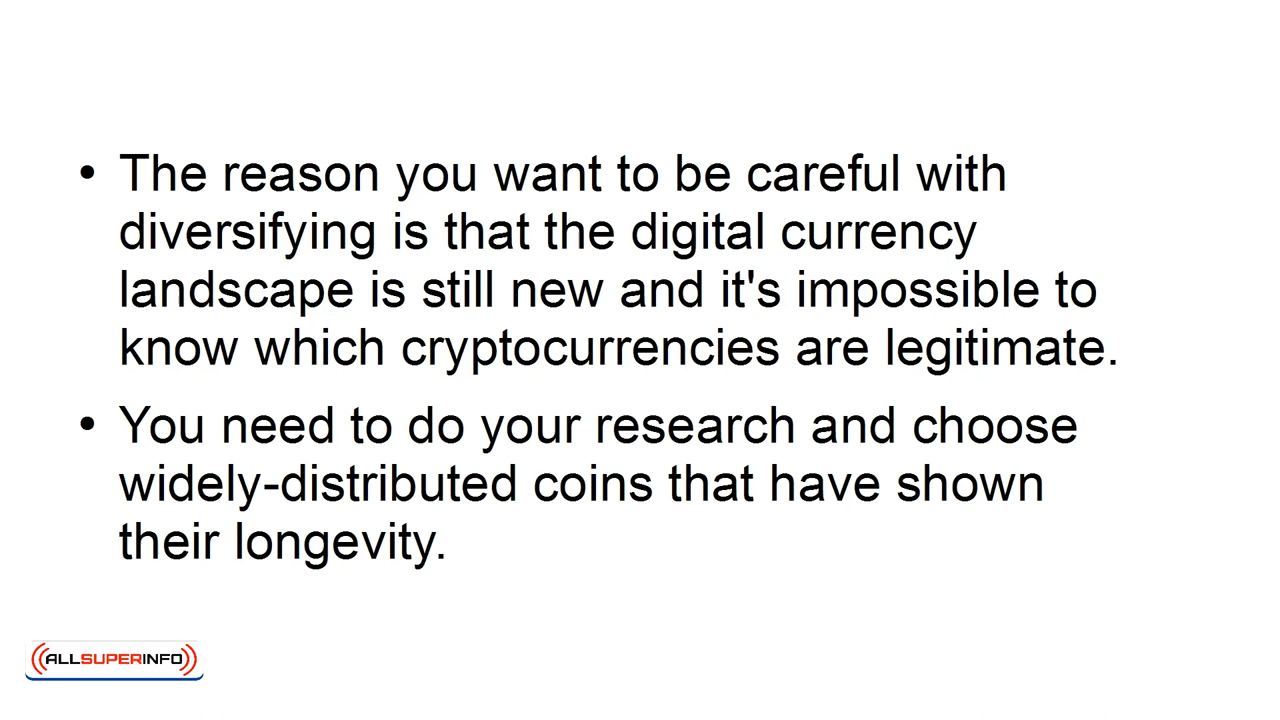 • The reason you want to be careful with
diversifying is that the digital currency
landscape is still new and it's impossible to
know which cryptocurrencies are legitimate.
• You need to do your research and choose
widely-distributed coins that have shown
their longevity.
ALLSUPERINFO